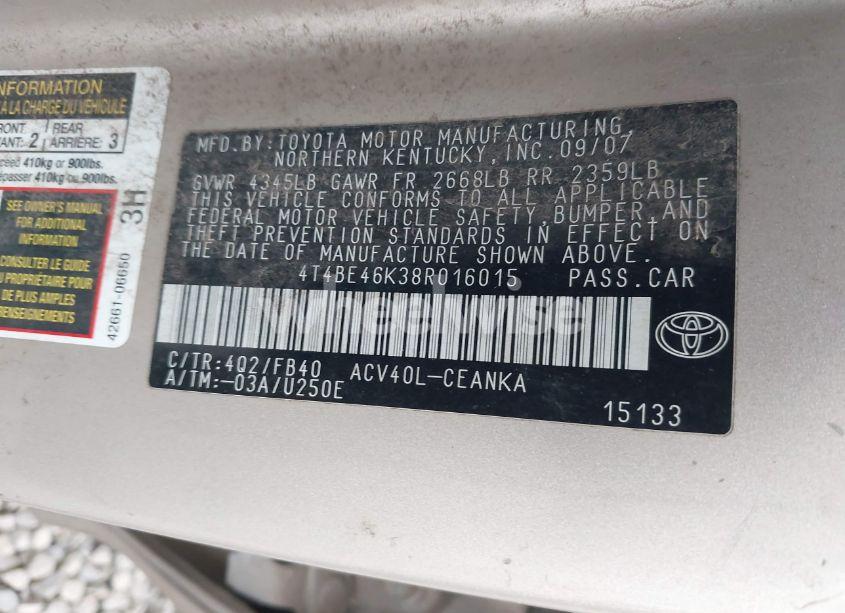 INFORMATION
À LA CHARGE DU VÉHICULE
FRONT REAR
AVANT: 2 ARRIÈRE: 3
exceed 410kg or 900lbs.
dépasser 410kg ou 900lbs.
SEE OWNER'S MANUAL
FOR ADDITIONAL
INFORMATION
CONSULTER LE GUIDE
DU PROPRIÉTAIRE POUR
DE PLUS AMPLES
RENSEIGNEMENTS
3H
42661-06650
MFD.BY:TOYOTA MOTOR MANUFACTURING,
NORTHERN KENTUCKY,INC.09/07
GVWR 4345LB GAWR FR 2668LB RR 2359LB
THIS VEHICLE CONFORMS TO ALL APPLICABLE
FEDERAL MOTOR VEHICLE SAFETY,BUMPER,AND
THEFT PREVENTION STANDARDS IN EFFECT ON
THE DATE OF MANUFACTURE SHOWN ABOVE.
4T4BE46K38R016015 PASS.CAR
wheelwise
C/TR:4Q2/FB40 ACV40L-CEANKA
A/TM:-03A/U250E
15133